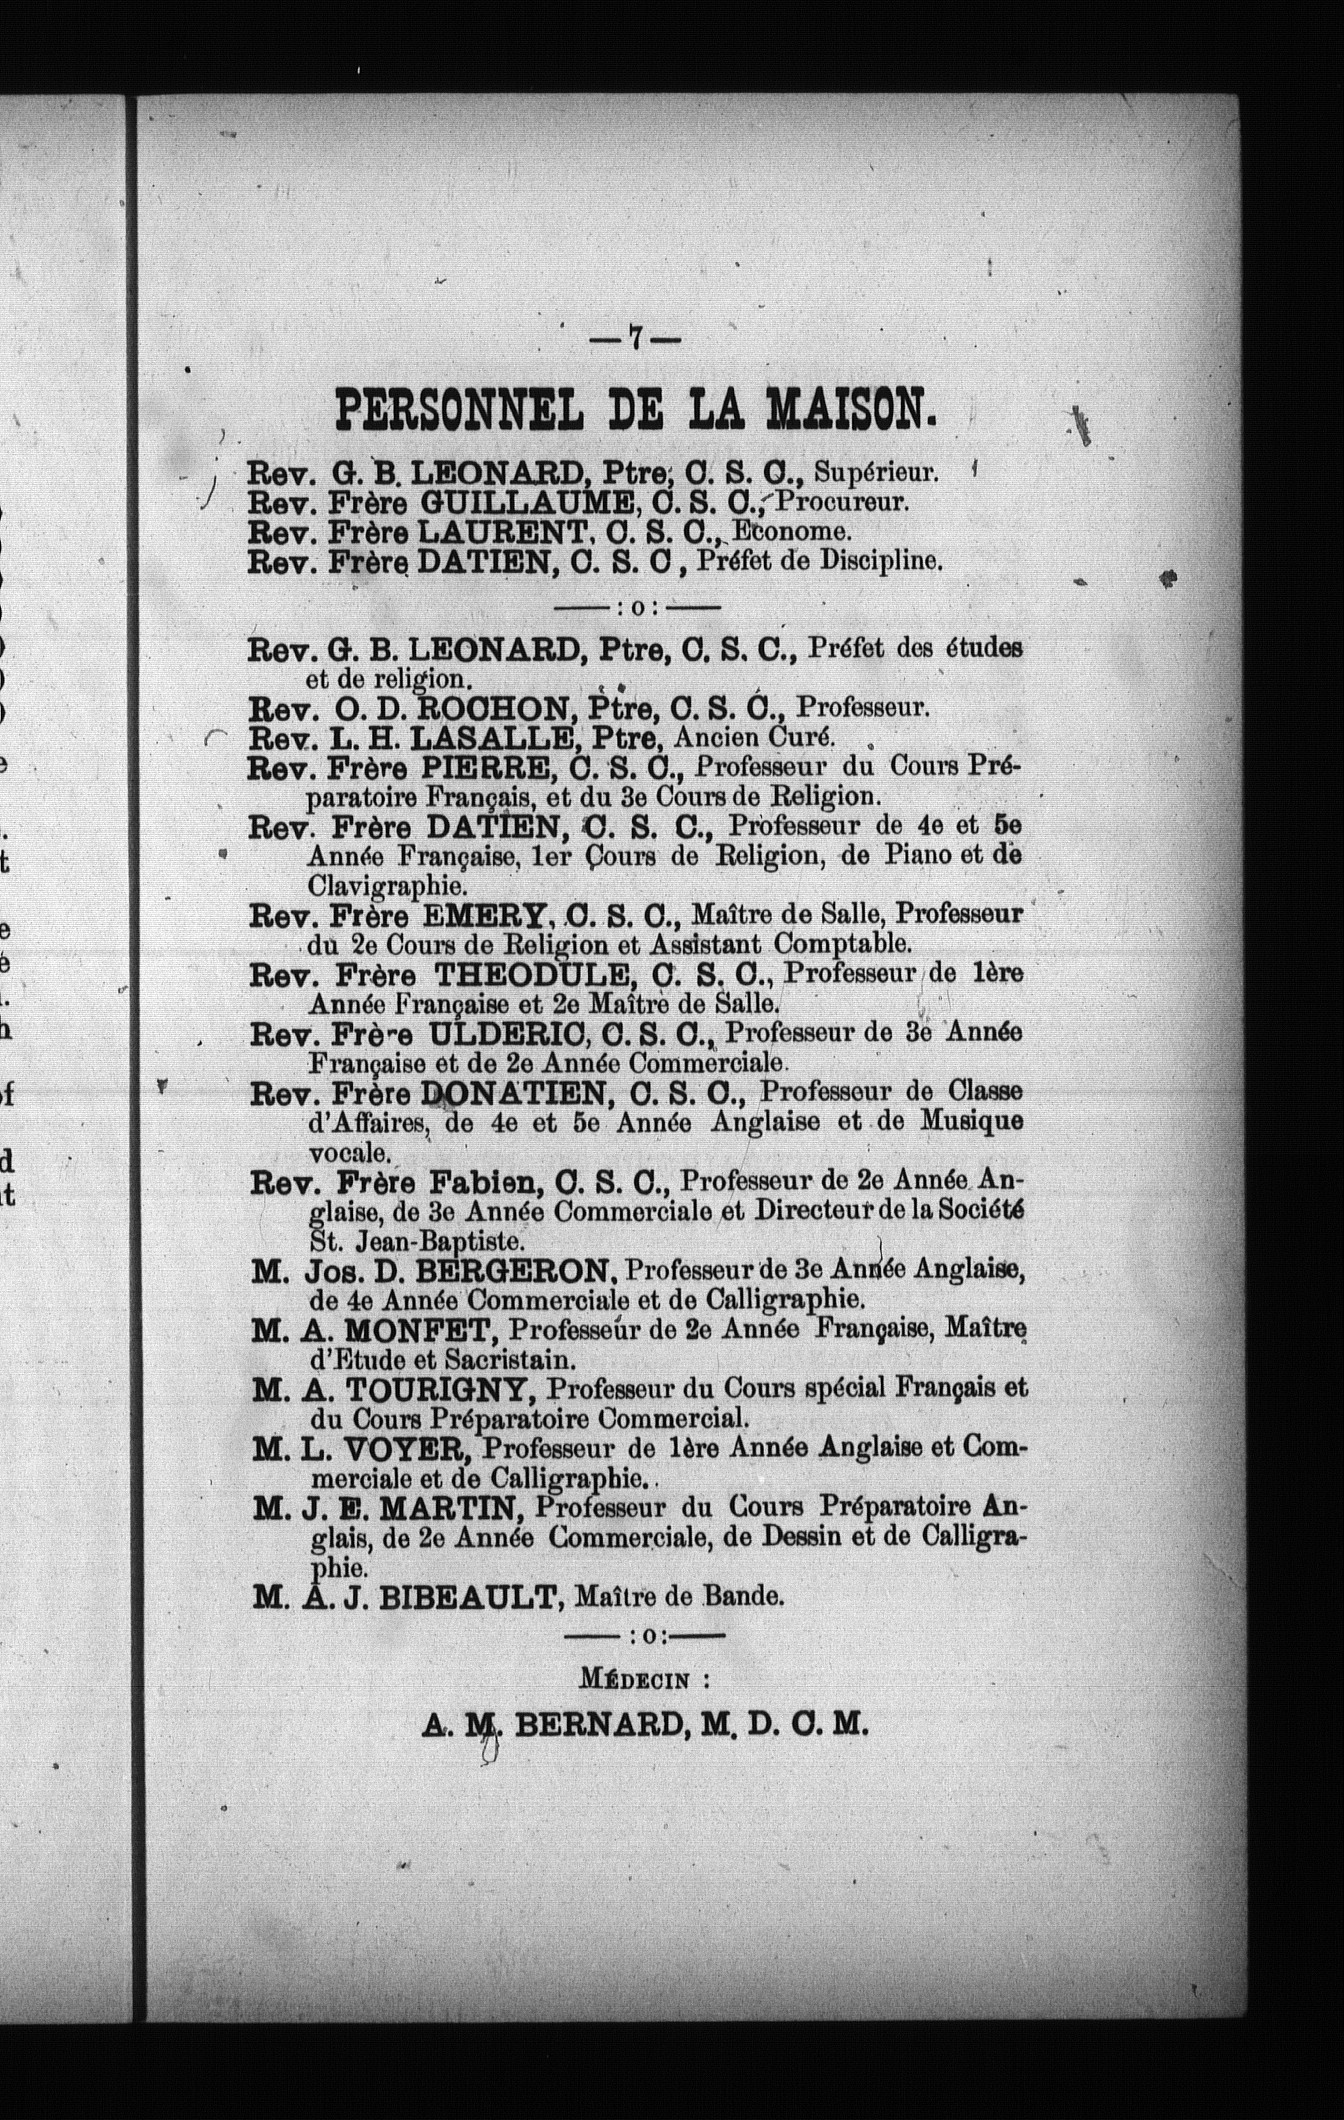 —7—
PERSONNEL DE LA MAISON.
Rev. G. B. LEONARD, Ptre, C. S. C., Supérieur.
Rev. Frère GUILLAUME, C. S. C., Procureur.
Rev. Frère LAURENT, C. S. C., Econome.
Rev. Frère DATIEN, C. S. C, Préfet de Discipline.
—— : o : ——
Rev. G. B. LEONARD, Ptre, C. S. C., Préfet des études
et de religion.
Rev. O. D. ROCHON, Ptre, C. S. C., Professeur.
Rev. L. H. LASALLE, Ptre, Ancien Curé.
Rev. Frère PIERRE, C. S. C., Professeur du Cours Pré-
paratoire Français, et du 3e Cours de Religion.
Rev. Frère DATIEN, C. S. C., Professeur de 4e et 5e
Année Française, 1er Cours de Religion, de Piano et de
Clavigraphie.
Rev. Frère EMERY, C. S. C., Maître de Salle, Professeur
du 2e Cours de Religion et Assistant Comptable.
Rev. Frère THEODULE, C. S. C., Professeur de 1ère
Année Française et 2e Maître de Salle.
Rev. Frère ULDERIC, C. S. C., Professeur de 3e Année
Française et de 2e Année Commerciale.
Rev. Frère DONATIEN, C. S. C., Professeur de Classe
d'Affaires, de 4e et 5e Année Anglaise et de Musique
vocale.
Rev. Frère Fabien, C. S. C., Professeur de 2e Année An-
glaise, de 3e Année Commerciale et Directeur de la Société
St. Jean-Baptiste.
M. Jos. D. BERGERON, Professeur de 3e Année Anglaise,
de 4e Année Commerciale et de Calligraphie.
M. A. MONFET, Professeur de 2e Année Française, Maître
d'Etude et Sacristain.
M. A. TOURIGNY, Professeur du Cours spécial Français et
du Cours Préparatoire Commercial.
M. L. VOYER, Professeur de 1ère Année Anglaise et Com-
merciale et de Calligraphie.
M. J. E. MARTIN, Professeur du Cours Préparatoire An-
glais, de 2e Année Commerciale, de Dessin et de Calligra-
phie.
M. A. J. BIBEAULT, Maître de Bande.
—— : o : ——
MÉDECIN :
A. M. BERNARD, M. D. C. M.